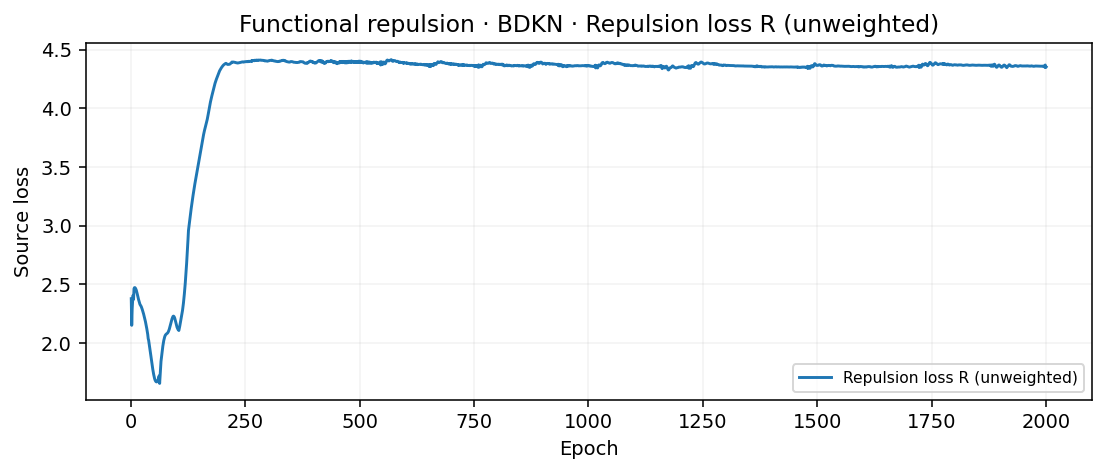 Functional repulsion · BDKN · Repulsion loss R (unweighted)
Source loss
4.5
4.0
3.5
3.0
2.5
2.0
Repulsion loss R (unweighted)
0 250 500 750 1000 1250 1500 1750 2000
Epoch